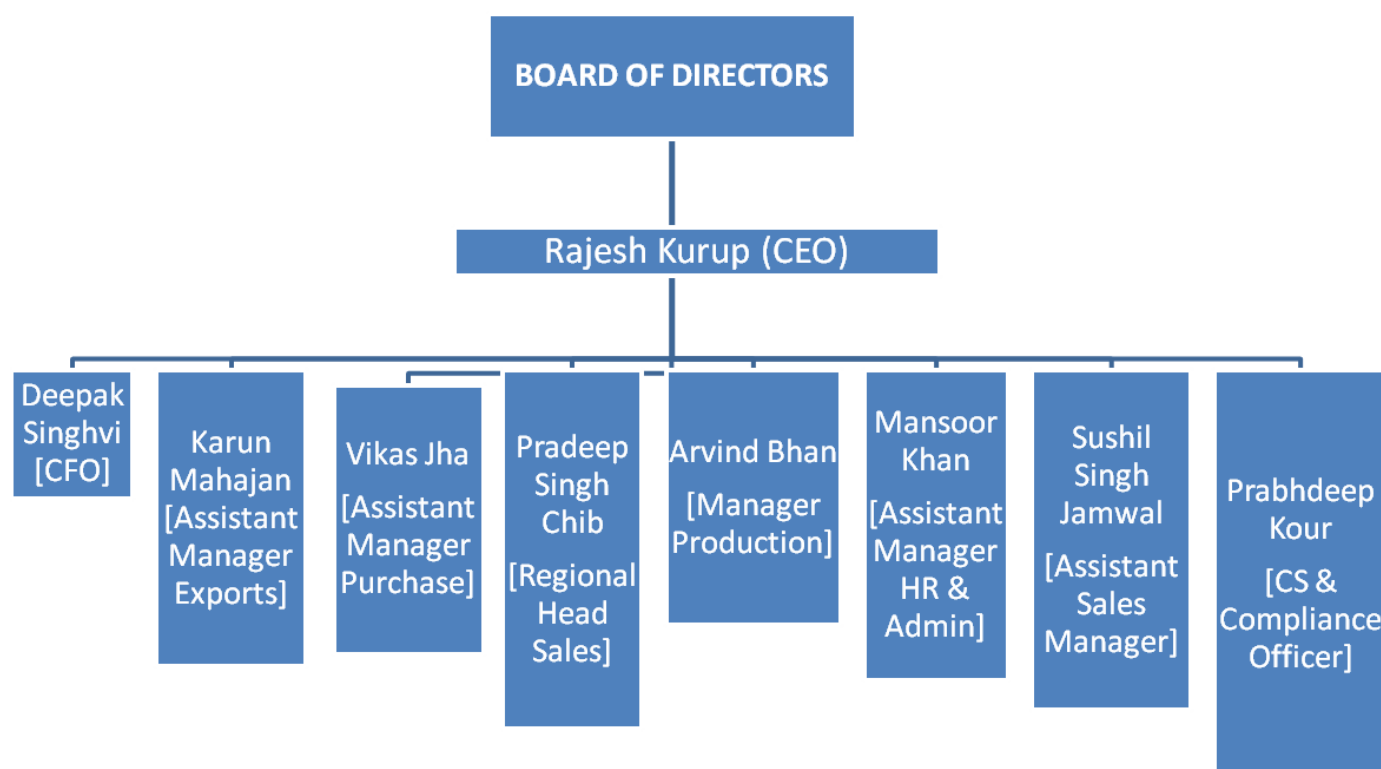 BOARD OF DIRECTORS
Rajesh Kurup (CEO)
Deepak
Singhvi
[CFO]
Karun
Mahajan
[Assistant
Manager
Exports]
Vikas Jha
[Assistant
Manager
Purchase]
Pradeep
Singh
Chib
[Regional
Head
Sales]
Arvind Bhan
[Manager
Production]
Mansoor
Khan
[Assistant
Manager
HR &
Admin]
Sushil
Singh
Jamwal
[Assistant
Sales
Manager]
Prabhdeep
Kour
[CS &
Compliance
Officer]